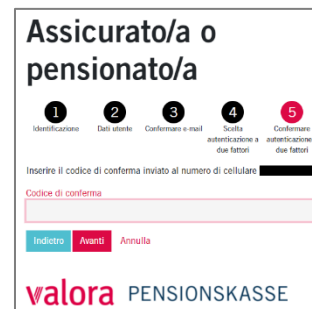 Assicurato/a o
pensionato/a
1 2 3 4 5
Identificazione Dati utente Confermare e-mail Scelta autenticazione a due fattori Confermare autenticazione due fattori
Inserire il codice di conferma inviato al numero di cellulare
Codice di conferma
Indietro Avanti Annulla
valora PENSIONSKASSE